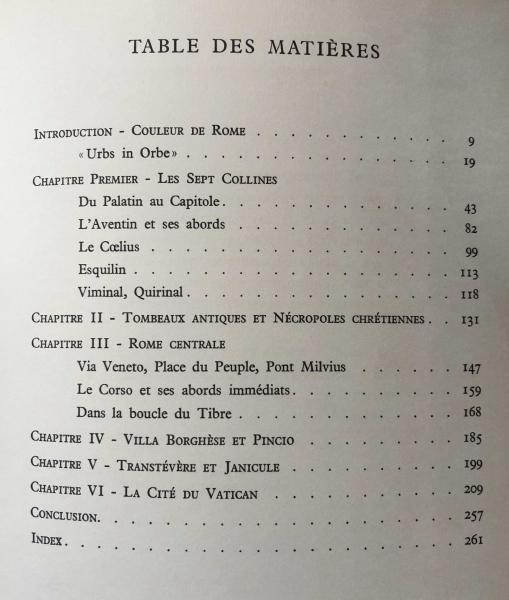 TABLE DES MATIÈRES
INTRODUCTION - COULEUR DE ROME . . . . . . . . . . . . 9
« Urbs in Orbe» . . . . . . . . . . . . . . . 19
CHAPITRE PREMIER - LES SEPT COLLINES
Du Palatin au Capitole. . . . . . . . . . . . . 43
L'Aventin et ses abords . . . . . . . . . . . . 82
Le Cœlius . . . . . . . . . . . . . . . . . 99
Esquilin . . . . . . . . . . . . . . . . . 113
Viminal, Quirinal . . . . . . . . . . . . . . 118
CHAPITRE II - TOMBEAUX ANTIQUES ET NÉCROPOLES CHRÉTIENNES . . 131
CHAPITRE III - ROME CENTRALE
Via Veneto, Place du Peuple, Pont Milvius . . . . . . 147
Le Corso et ses abords immédiats. . . . . . . . . 159
Dans la boucle du Tibre . . . . . . . . . . . . 168
CHAPITRE IV - VILLA BORGHÈSE ET PINCIO . . . . . . . . 185
CHAPITRE V - TRANSTÉVÈRE ET JANICULE . . . . . . . . . 199
CHAPITRE VI - LA CITÉ DU VATICAN . . . . . . . . . . 209
CONCLUSION. . . . . . . . . . . . . . . . . . 257
INDEX. . . . . . . . . . . . . . . . . . . . 261